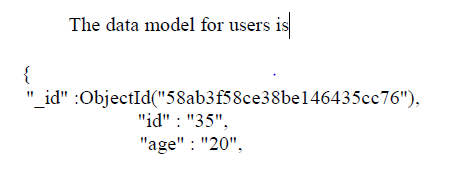 The data model for users is
{
"_id" :ObjectId("58ab3f58ce38be146435cc76"),
"id" : "35",
"age" : "20",